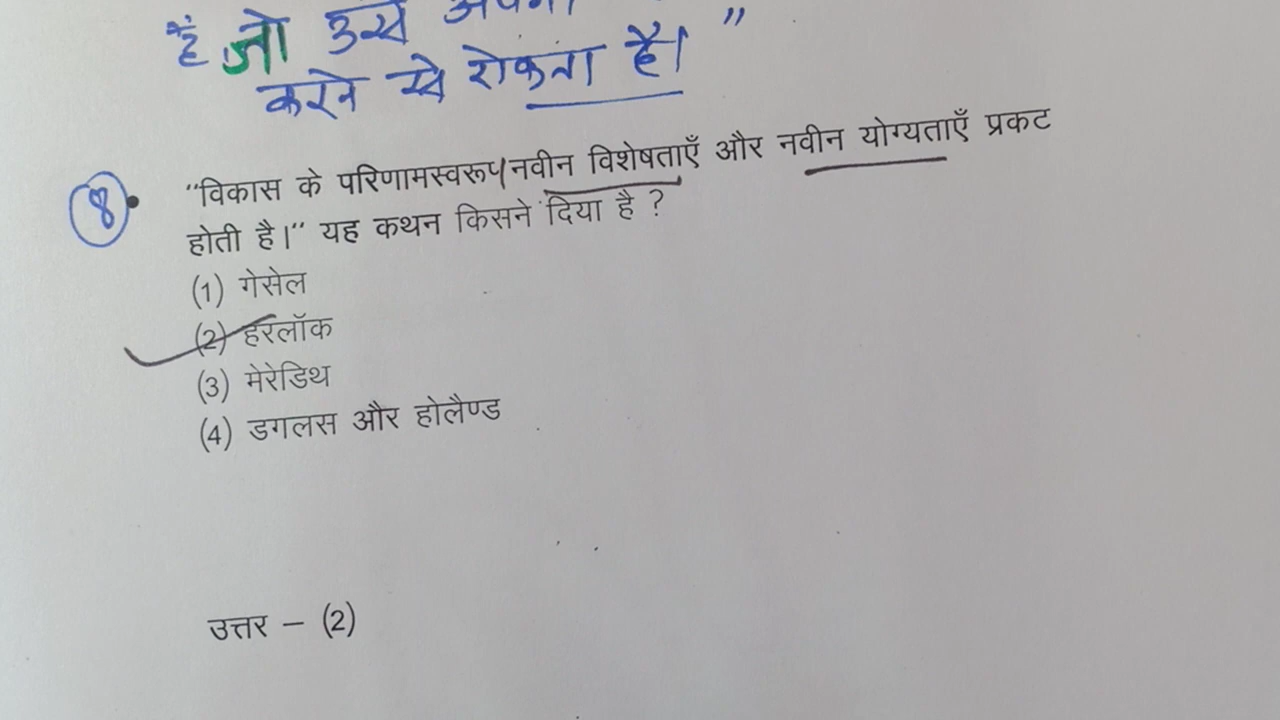 हैं जो उसे
करने से रोकता है। ”
8. “विकास के परिणामस्वरूप नवीन विशेषताएँ और नवीन योग्यताएँ प्रकट
होती है।“ यह कथन किसने दिया है ?
(1) गेसेल
(2) हरलॉक
(3) मेरेडिथ
(4) डगलस और होलैण्ड
उत्तर – (2)